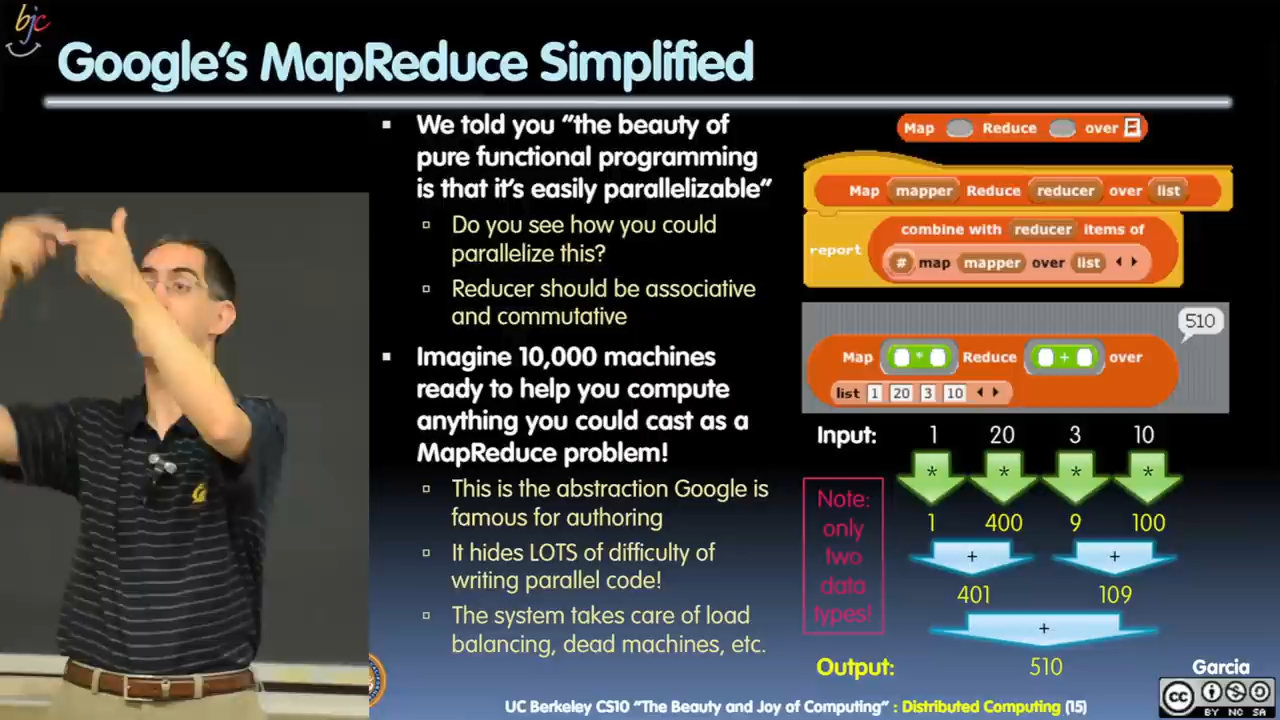 bjc
Google's MapReduce Simplified
▪ We told you "the beauty of
pure functional programming
is that it's easily parallelizable"
▫ Do you see how you could
parallelize this?
▫ Reducer should be associative
and commutative
▪ Imagine 10,000 machines
ready to help you compute
anything you could cast as a
MapReduce problem!
▫ This is the abstraction Google is
famous for authoring
▫ It hides LOTS of difficulty of
writing parallel code!
▫ The system takes care of load
balancing, dead machines, etc.
Map Reduce over
Map mapper Reduce reducer over list
combine with reducer items of
report
# map mapper over list
510
Map * Reduce + over
list 1 20 3 10
Input: 1 20 3 10
* * * *
1 400 9 100
+ +
401 109
+
Output: 510
Note:
only
two
data
types!
Garcia
UC Berkeley CS10 "The Beauty and Joy of Computing" : Distributed Computing (15)
cc
BY NC SA
Cal